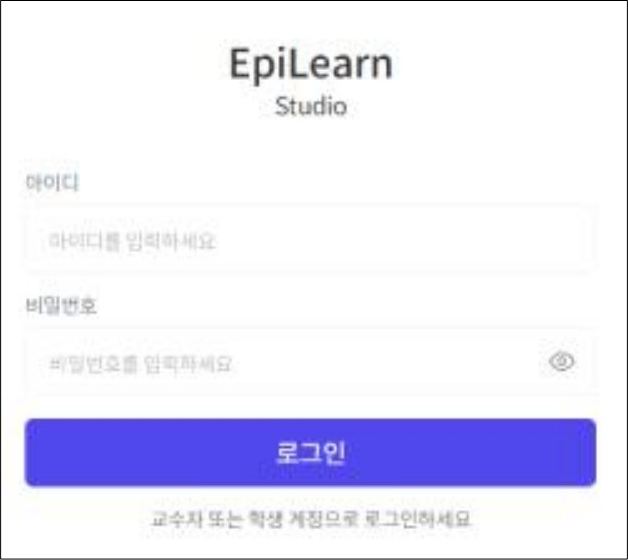 EpiLearn
Studio
아이디
아이디를 입력하세요
비밀번호
비밀번호를 입력하세요
로그인
교수자 또는 학생 계정으로 로그인하세요